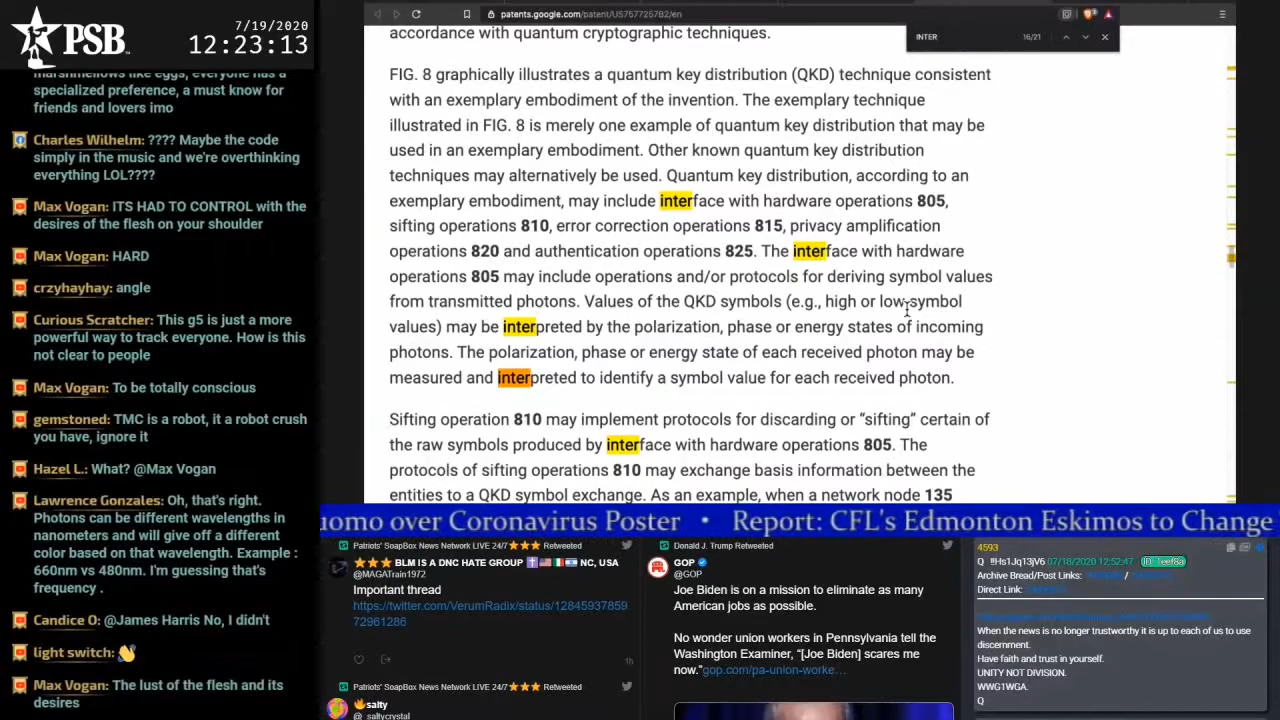 PSB
7/19/2020
12:23:13
marshmellows like eggs, everyone has a
specialized preference, a must know for
friends and lovers imo
Charles Wilhelm: ???? Maybe the code
simply in the music and we're overthinking
everything LOL????
Max Vogan: ITS HAD TO CONTROL with the
desires of the flesh on your shoulder
Max Vogan: HARD
crzyhayhay: angle
Curious Scratcher: This g5 is just a more
powerful way to track everyone. How is this
not clear to people
Max Vogan: To be totally conscious
gemstoned: TMC is a robot, it a robot crush
you have, ignore it
Hazel L.: What? @Max Vogan
Lawrence Gonzales: Oh, that's right.
Photons can be different wavelengths in
nanometers and will give off a different
color based on that wavelength. Example :
660nm vs 480nm. I'm guessing that's
frequency .
Candice O: @James Harris No, I didn't
light switch: 👋
Max Vogan: The lust of the flesh and its
desires
patents.google.com/patent/US7577257B2/en
INTER
16/21
accordance with quantum cryptographic techniques.
FIG. 8 graphically illustrates a quantum key distribution (QKD) technique consistent
with an exemplary embodiment of the invention. The exemplary technique
illustrated in FIG. 8 is merely one example of quantum key distribution that may be
used in an exemplary embodiment. Other known quantum key distribution
techniques may alternatively be used. Quantum key distribution, according to an
exemplary embodiment, may include interface with hardware operations 805,
sifting operations 810, error correction operations 815, privacy amplification
operations 820 and authentication operations 825. The interface with hardware
operations 805 may include operations and/or protocols for deriving symbol values
from transmitted photons. Values of the QKD symbols (e.g., high or low symbol
values) may be interpreted by the polarization, phase or energy states of incoming
photons. The polarization, phase or energy state of each received photon may be
measured and interpreted to identify a symbol value for each received photon.
Sifting operation 810 may implement protocols for discarding or “sifting” certain of
the raw symbols produced by interface with hardware operations 805. The
protocols of sifting operations 810 may exchange basis information between the
entities to a QKD symbol exchange. As an example, when a network node 135
uomo over Coronavirus Poster • Report: CFL's Edmonton Eskimos to Change
Patriots' SoapBox News Network LIVE 24/7⭐⭐⭐ Retweeted
⭐⭐⭐ BLM IS A DNC HATE GROUP NC, USA
@MAGATrain1972
Important thread
https://twitter.com/VerumRadix/status/12845937859
72961286
1h
Patriots' SoapBox News Network LIVE 24/7⭐⭐⭐ Retweeted
🔥salty
@_saltycrystal
Donald J. Trump Retweeted
GOP
@GOP
Joe Biden is on a mission to eliminate as many
American jobs as possible.
No wonder union workers in Pennsylvania tell the
Washington Examiner, “[Joe Biden] scares me
now.”gop.com/pa-union-worke…
4593
Q !!Hs1Jq13jV6 07/18/2020 12:52:47 ID: 1eef8a
Archive Bread/Post Links: /
Direct Link:
When the news is no longer trustworthy it is up to each of us to use
discernment.
Have faith and trust in yourself.
UNITY NOT DIVISION.
WWG1WGA.
Q